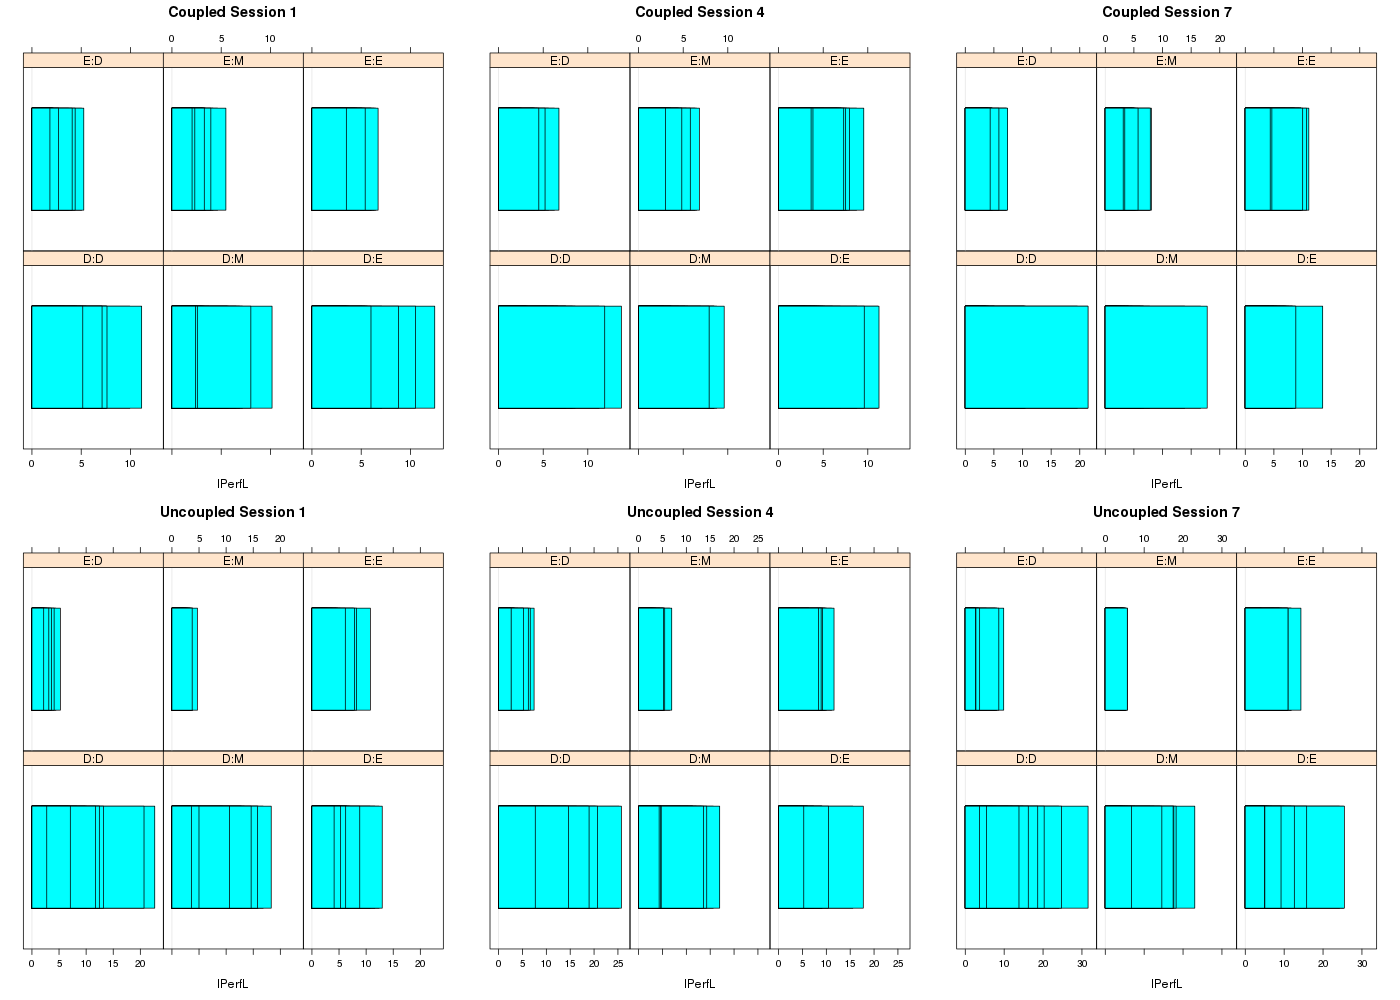 Coupled Session 1
0 5 10
E:D E:M E:E
D:D D:M D:E
0 5 10 0 5 10
IPerfL
Coupled Session 4
0 5 10
E:D E:M E:E
D:D D:M D:E
0 5 10 0 5 10
IPerfL
Coupled Session 7
0 5 10 15 20
E:D E:M E:E
D:D D:M D:E
0 5 10 15 20 0 5 10 15 20
IPerfL
Uncoupled Session 1
0 5 10 15 20
E:D E:M E:E
D:D D:M D:E
0 5 10 15 20 0 5 10 15 20
IPerfL
Uncoupled Session 4
0 5 10 15 20 25
E:D E:M E:E
D:D D:M D:E
0 5 10 15 20 25 0 5 10 15 20 25
IPerfL
Uncoupled Session 7
0 10 20 30
E:D E:M E:E
D:D D:M D:E
0 10 20 30 0 10 20 30
IPerfL